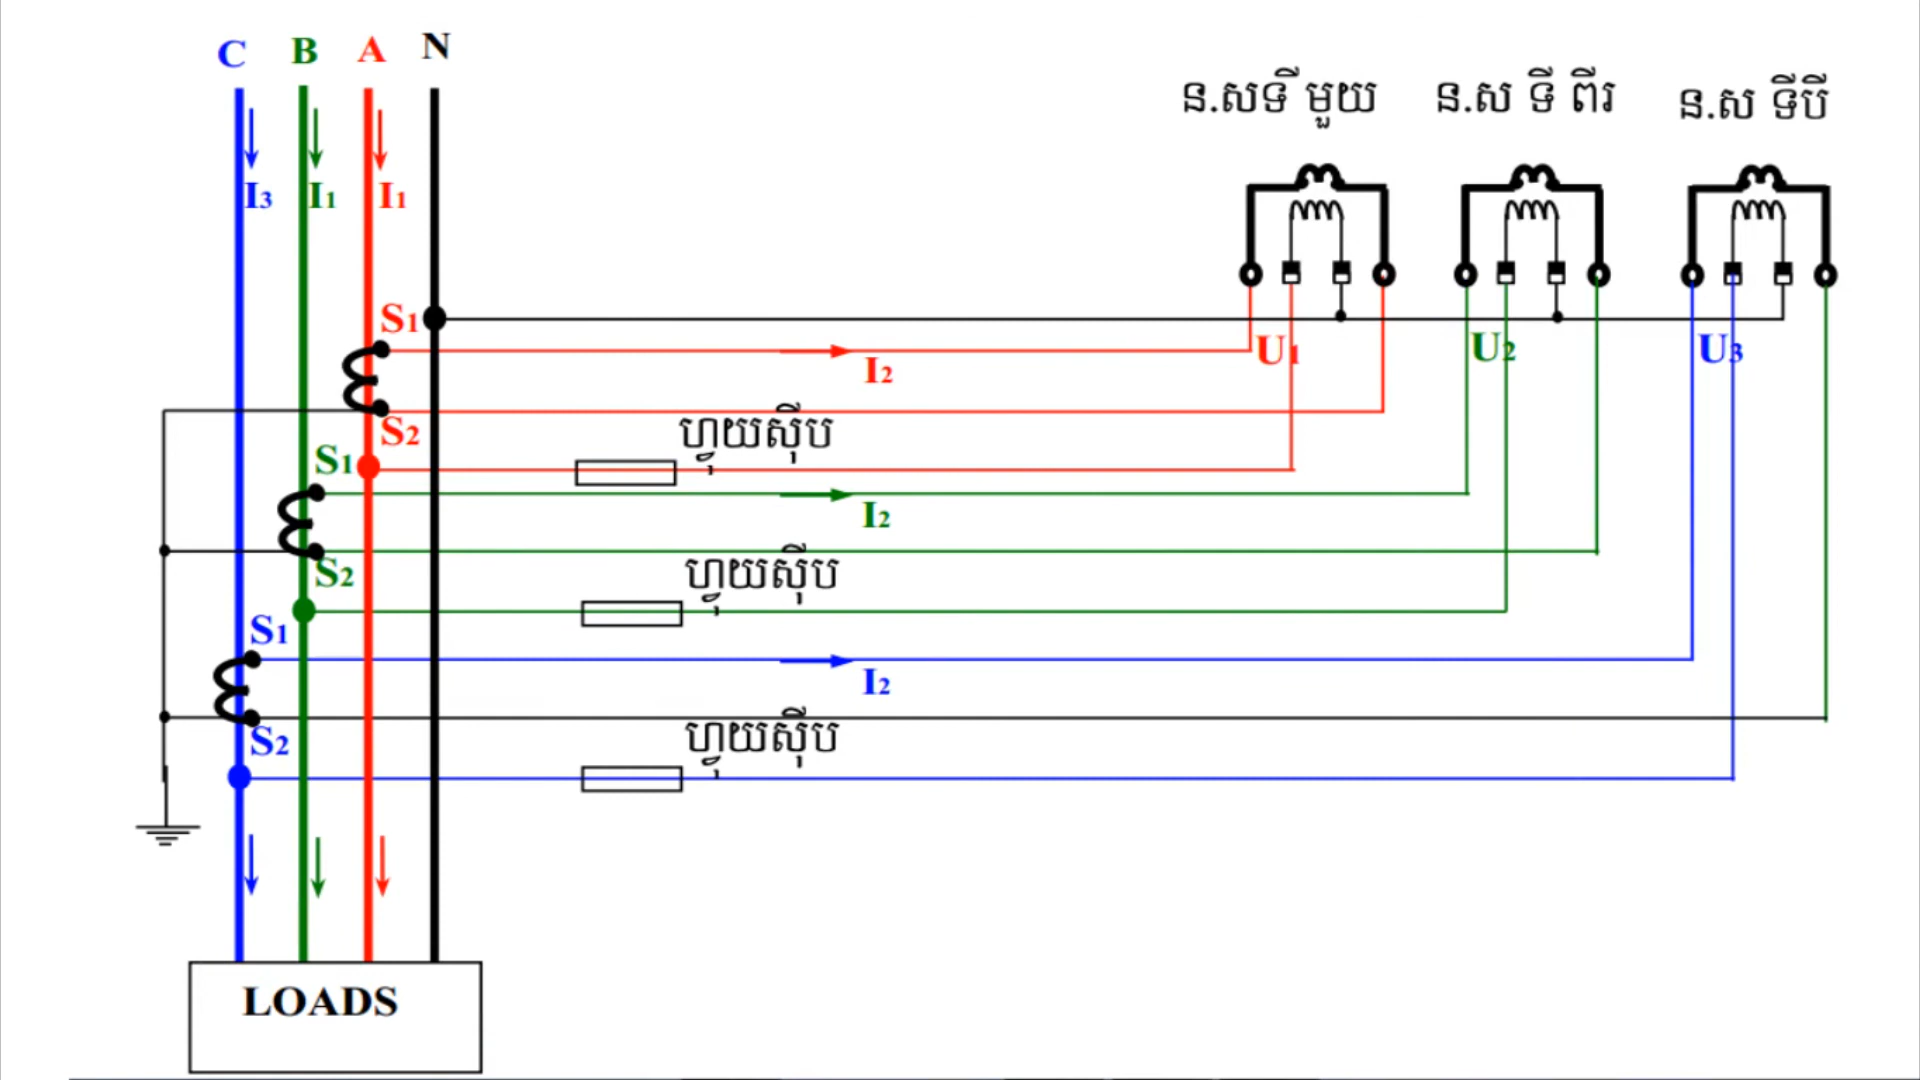 C B A N
ន.សទី មួយ ន.ស ទី ពីរ ន.ស ទីបី
I3 I1 I1
S1
U1 U2 U3
I2
S2
ហ្វុយស៊ីប
S1
I2
S2
ហ្វុយស៊ីប
S1
I2
S2
ហ្វុយស៊ីប
LOADS